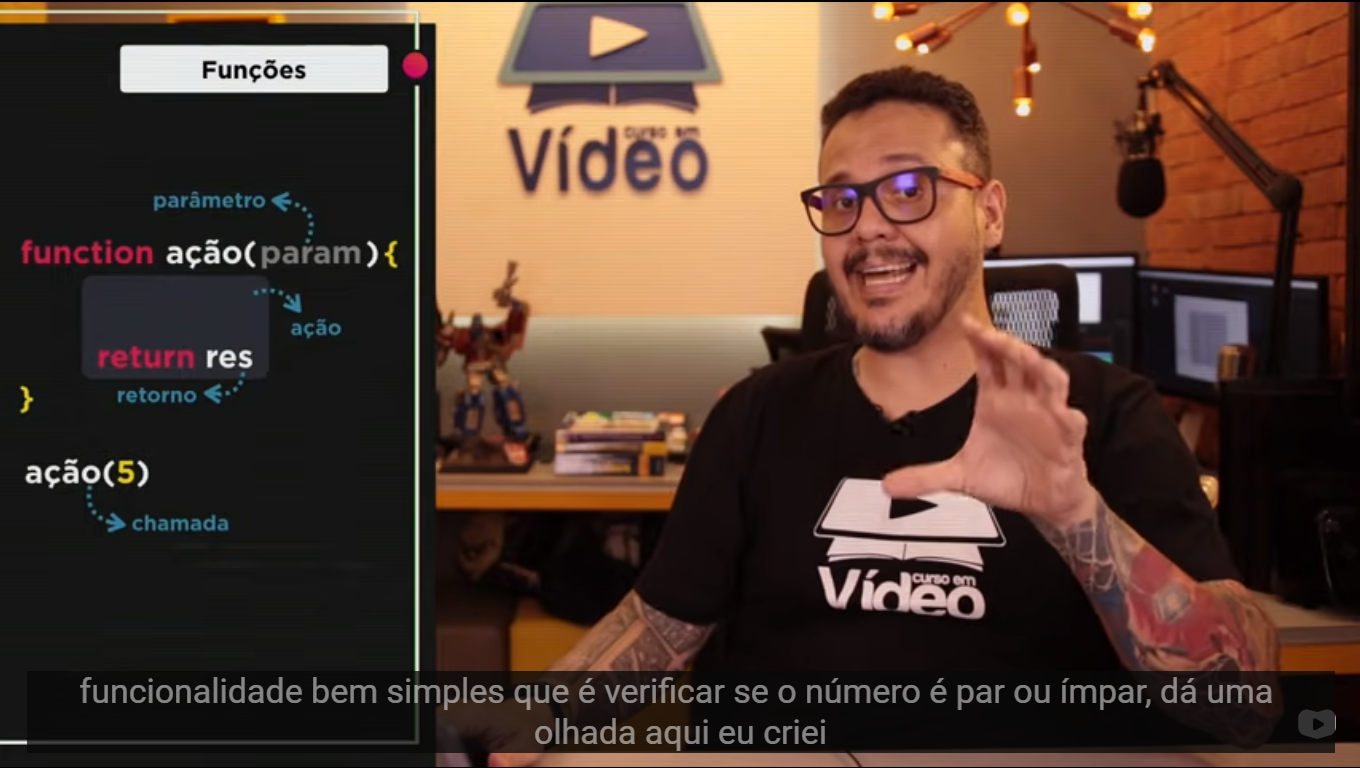 Funções
parâmetro
function ação(param){
ação
return res
retorno
}
ação(5)
chamada
curso em
Vídeo
curso em
Vídeo
funcionalidade bem simples que é verificar se o número é par ou ímpar, dá uma
olhada aqui eu criei